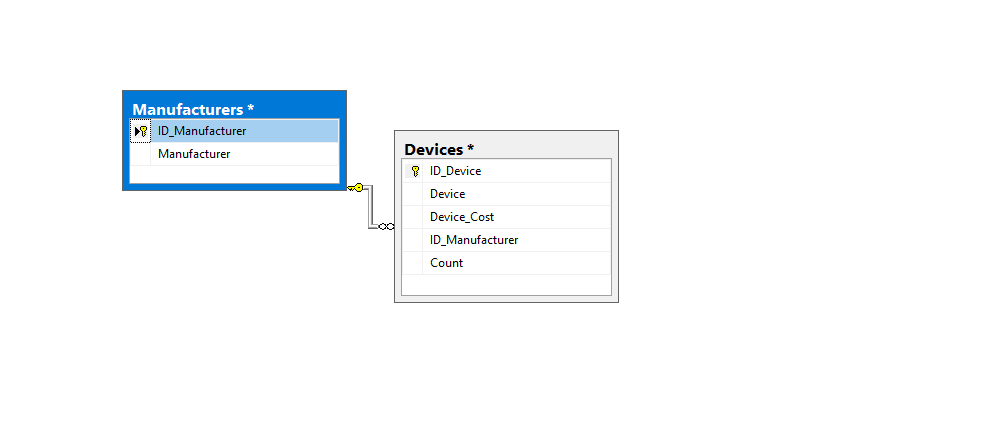 Manufacturers *
ID_Manufacturer
Manufacturer
Devices *
ID_Device
Device
Device_Cost
ID_Manufacturer
Count